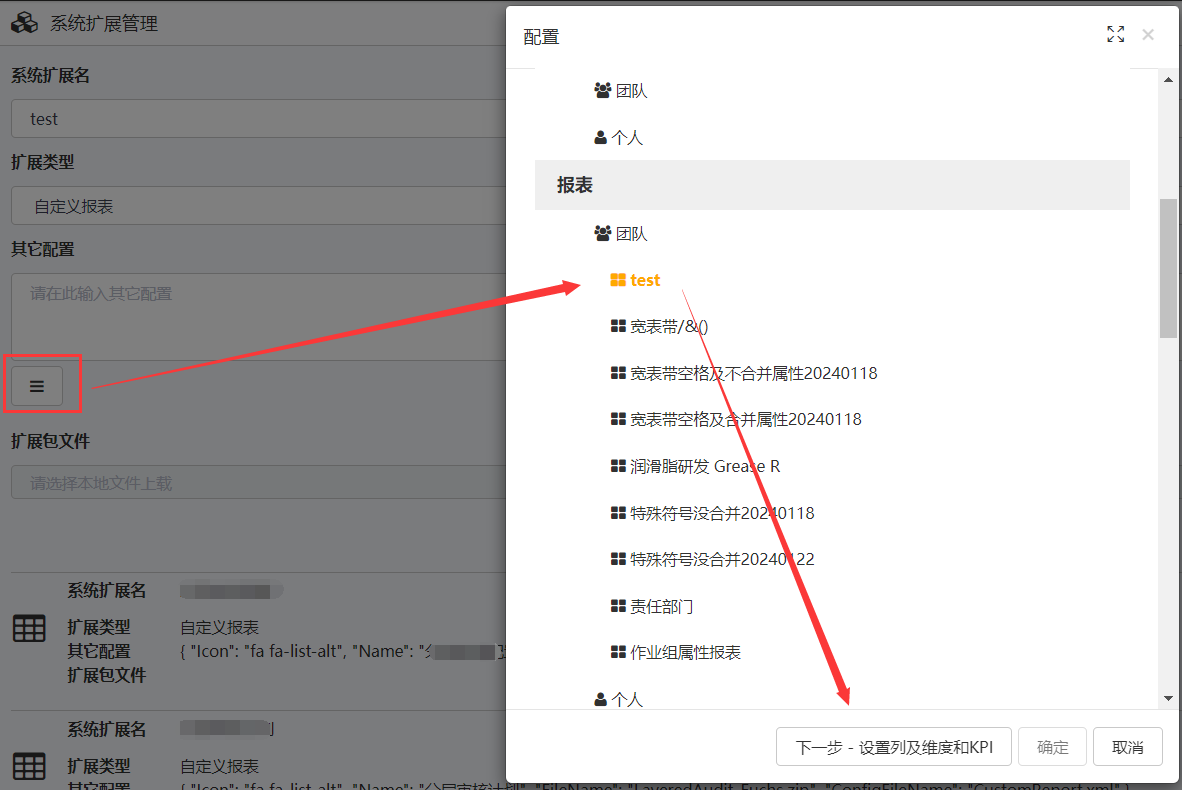 系统扩展管理
系统扩展名
test
扩展类型
自定义报表
其它配置
请在此输入其它配置
扩展包文件
请选择本地文件上载
系统扩展名
扩展类型 自定义报表
其它配置 { "Icon": "fa fa-list-alt", "Name": "
扩展包文件
系统扩展名
扩展类型 自定义报表
其它配置 { "Icon": "fa fa-list-alt", "Name": "分层审核计划", "FileName": "LayeredAudit_Fuchs.zip", "ConfigFileName": "CustomReport.xml" }
配置
团队
个人
报表
团队
test
宽表带/&()
宽表带空格及不合并属性20240118
宽表带空格及合并属性20240118
润滑脂研发 Grease R
特殊符号没合并20240118
特殊符号没合并20240122
责任部门
作业组属性报表
个人
下一步 - 设置列及维度和KPI
确定
取消